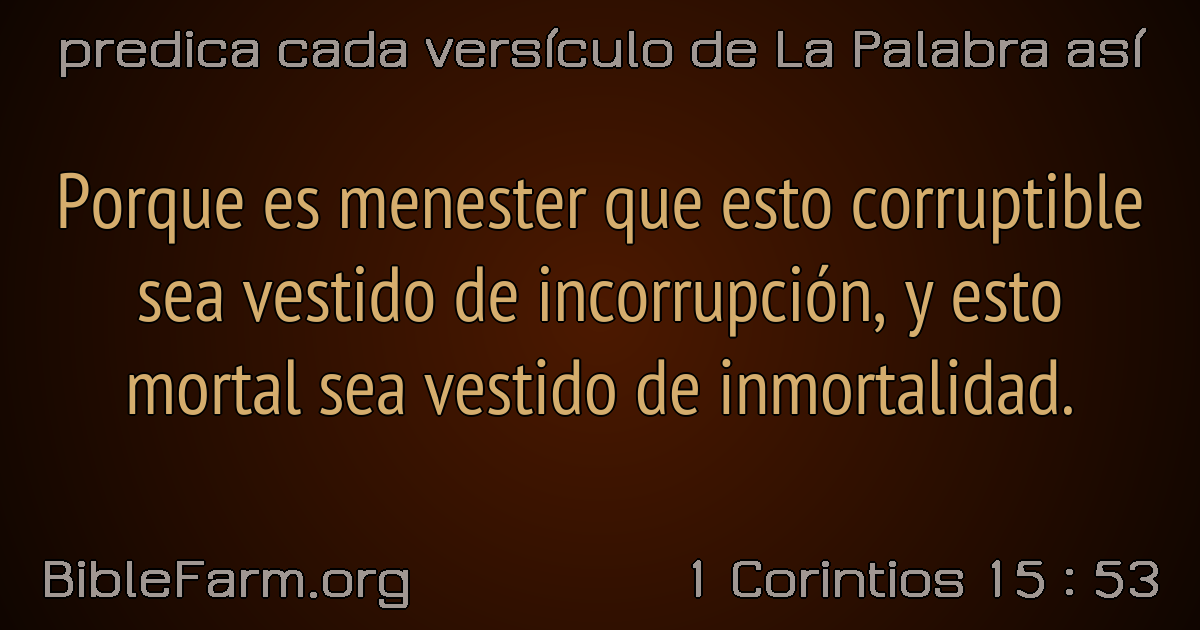 predica cada versículo de La Palabra así
Porque es menester que esto corruptible
sea vestido de incorrupción, y esto
mortal sea vestido de inmortalidad.
BibleFarm.org
1 Corintios 15 : 53